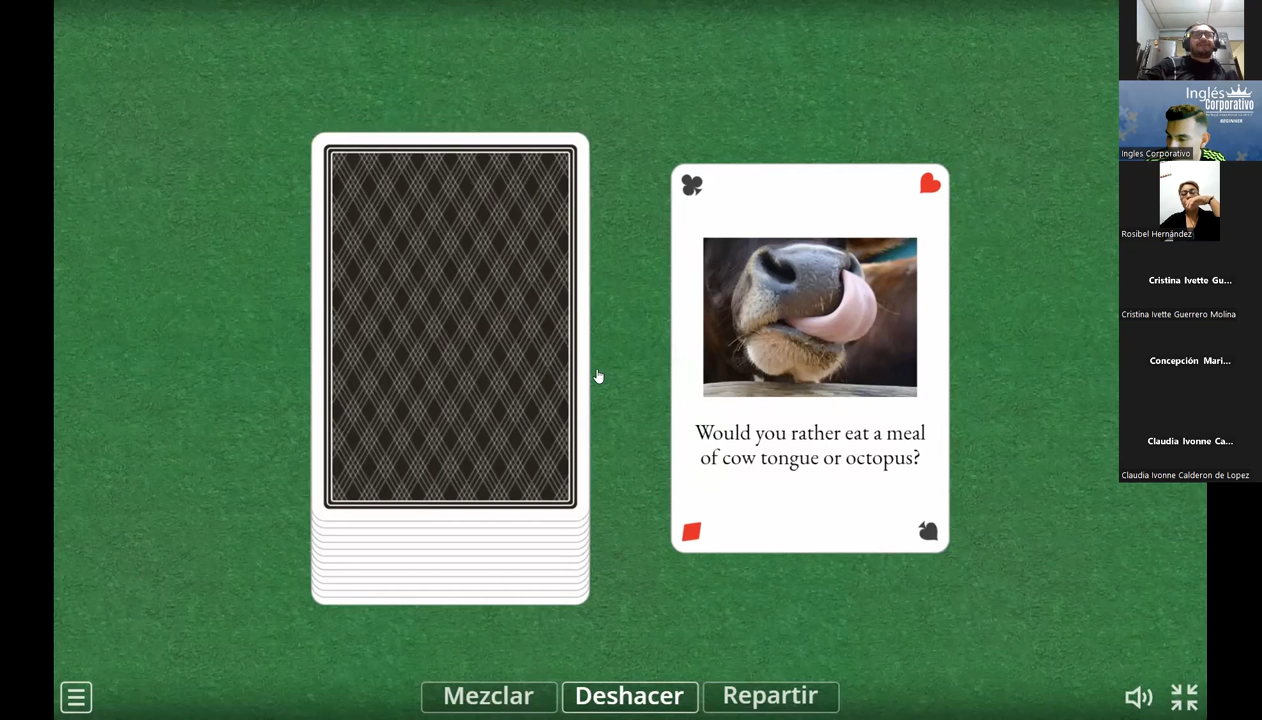 Would you rather eat a meal
of cow tongue or octopus?
Mezclar
Deshacer
Repartir
Inglés
Corporativo
BEGINNER
Ingles Corporativo
Rosibel Hernández
Cristina Ivette Gu...
Cristina Ivette Guerrero Molina
Concepción Mari...
Claudia Ivonne Ca...
Claudia Ivonne Calderon de Lopez